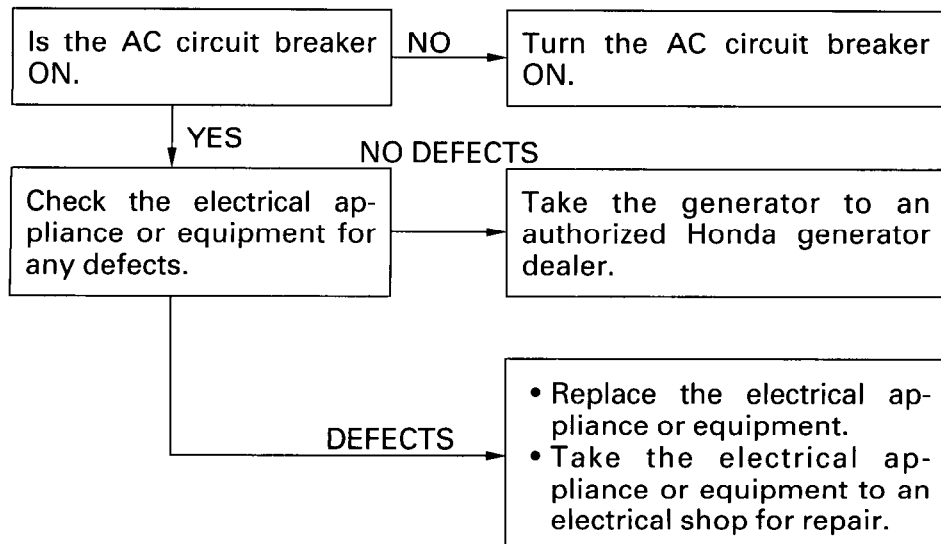 Is the AC circuit breaker
ON.
NO
Turn the AC circuit breaker
ON.
YES
NO DEFECTS
Check the electrical ap-
pliance or equipment for
any defects.
Take the generator to an
authorized Honda generator
dealer.
DEFECTS
• Replace the electrical ap-
pliance or equipment.
• Take the electrical ap-
pliance or equipment to an
electrical shop for repair.